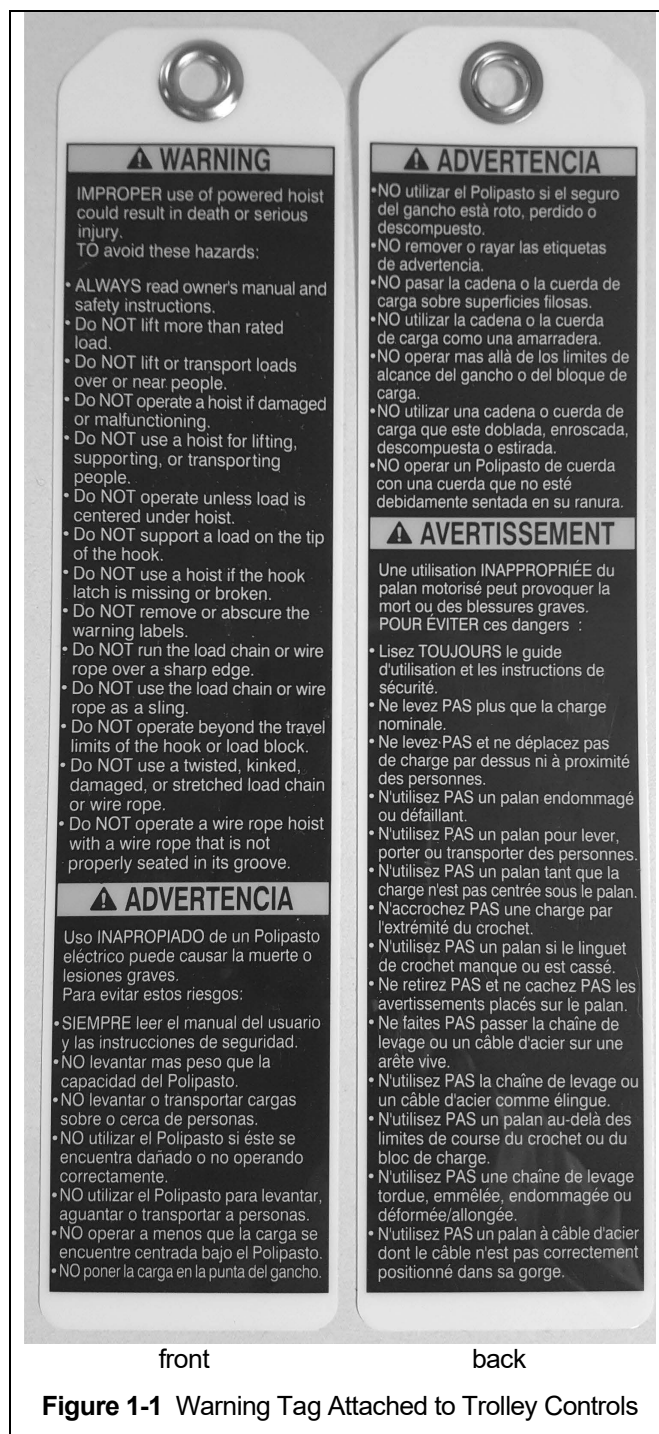 ⚠ WARNING
IMPROPER use of powered hoist
could result in death or serious
injury.
TO avoid these hazards:
• ALWAYS read owner's manual and
safety instructions.
• Do NOT lift more than rated
load.
• Do NOT lift or transport loads
over or near people.
• Do NOT operate a hoist if damaged
or malfunctioning.
• Do NOT use a hoist for lifting,
supporting, or transporting
people.
• Do NOT operate unless load is
centered under hoist.
• Do NOT support a load on the tip
of the hook.
• Do NOT use a hoist if the hook
latch is missing or broken.
• Do NOT remove or abscure the
warning labels.
• Do NOT run the load chain or wire
rope over a sharp edge.
• Do NOT use the load chain or wire
rope as a sling.
• Do NOT operate beyond the travel
limits of the hook or load block.
• Do NOT use a twisted, kinked,
damaged, or stretched load chain
or wire rope.
• Do NOT operate a wire rope hoist
with a wire rope that is not
properly seated in its groove.
⚠ ADVERTENCIA
Uso INAPROPIADO de un Polipasto
eléctrico puede causar la muerte o
lesiones graves.
Para evitar estos riesgos:
•SIEMPRE leer el manual del usuario
y las instrucciones de seguridad.
•NO levantar mas peso que la
capacidad del Polipasto.
•NO levantar o transportar cargas
sobre o cerca de personas.
•NO utilizar el Polipasto si éste se
encuentra dañado o no operando
correctamente.
•NO utilizar el Polipasto para levantar,
aguantar o transportar a personas.
•NO operar a menos que la carga se
encuentre centrada bajo el Polipasto.
•NO poner la carga en la punta del gancho.
front
⚠ ADVERTENCIA
•NO utilizar el Polipasto si el seguro
del gancho està roto, perdido o
descompuesto.
•NO remover o rayar las etiquetas
de advertencia.
•NO pasar la cadena o la cuerda de
carga sobre superficies filosas.
•NO utilizar la cadena o la cuerda
de carga como una amarradera.
•NO operar mas allà de los limites de
alcance del gancho o del bloque de
carga.
•NO utilizar una cadena o cuerda de
carga que este doblada, enroscada,
descompuesta o estirada.
•NO operar un Polipasto de cuerda
con una cuerda que no esté
debidamente sentada en su ranura.
⚠ AVERTISSEMENT
Une utilisation INAPPROPRIÉE du
palan motorisé peut provoquer la
mort ou des blessures graves.
POUR ÉVITER ces dangers :
• Lisez TOUJOURS le guide
d'utilisation et les instructions de
sécurité.
• Ne levez PAS plus que la charge
nominale.
• Ne levez PAS et ne déplacez pas
de charge par dessus ni à proximité
des personnes.
• N'utilisez PAS un palan endommagé
ou défaillant.
• N'utilisez PAS un palan pour lever,
porter ou transporter des personnes.
• N'utilisez PAS un palan tant que la
charge n'est pas centrée sous le palan.
• N'accrochez PAS une charge par
l'extrémité du crochet.
• N'utilisez PAS un palan si le linguet
de crochet manque ou est cassé.
• Ne retirez PAS et ne cachez PAS les
avertissements placés sur le palan.
• Ne faites PAS passer la chaîne de
levage ou un câble d'acier sur une
arête vive.
• N'utilisez PAS la chaîne de levage ou
un câble d'acier comme élingue.
• N'utilisez PAS un palan au-delà des
limites de course du crochet ou du
bloc de charge.
• N'utilisez PAS une chaîne de levage
tordue, emmêlée, endommagée ou
déformée/allongée.
• N'utilisez PAS un palan à câble d'acier
dont le câble n'est pas correctement
positionné dans sa gorge.
back
Figure 1-1 Warning Tag Attached to Trolley Controls